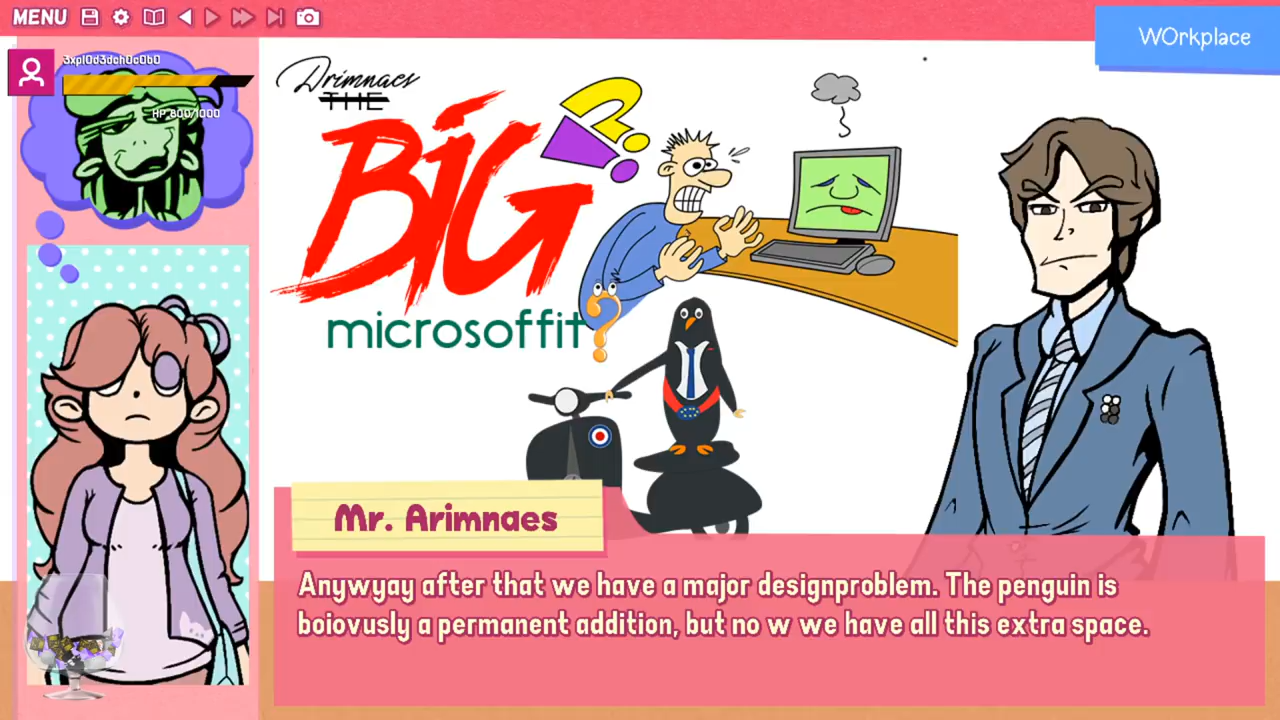 MENU
WOrkplace
3xpl0d3dch0c0b0
HP 800/1000
Drimnaes
THE
BiG
microsoffit
Mr. Arimnaes
Anywyay after that we have a major designproblem. The penguin is
boiovusly a permanent addition, but no w we have all this extra space.